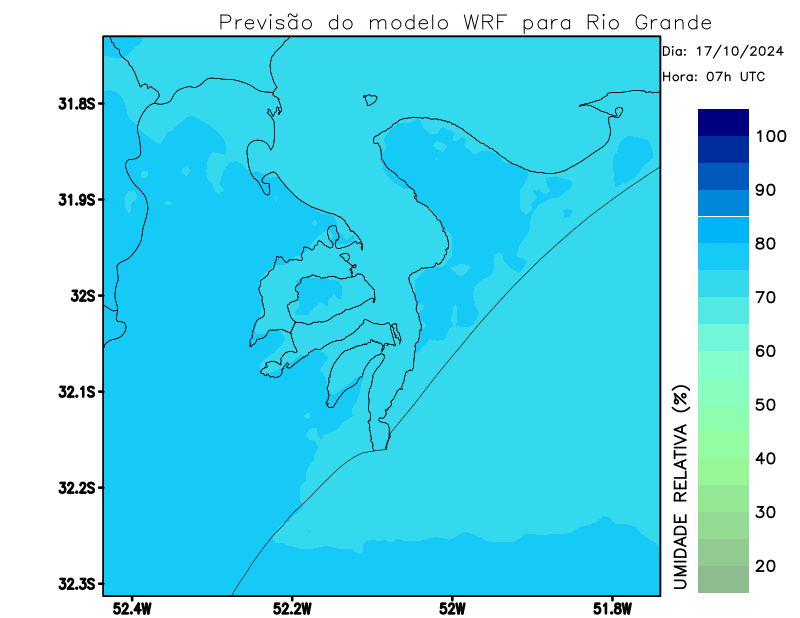 Previsão do modelo WRF para Rio Grande
Dia: 17/10/2024
Hora: 07h UTC
31.8S
31.9S
32S
32.1S
32.2S
32.3S
52.4W
52.2W
52W
51.8W
100
90
80
70
60
50
40
30
20
UMIDADE RELATIVA (%)